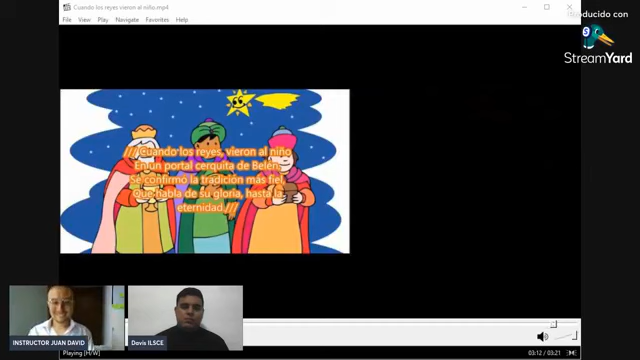 Cuando los reyes vieron al niño.mp4
File View Play Navigate Favorites Help
Producido con
StreamYard
/// Cuando los reyes, vieron al niño
En un portal cerquita de Belén,
Se confirmó la tradición más fiel
Que habla de su gloria, hasta la
eternidad ///
INSTRUCTOR JUAN DAVID
Dovis ILSCE
Playing [H/W]
03:12 / 03:21